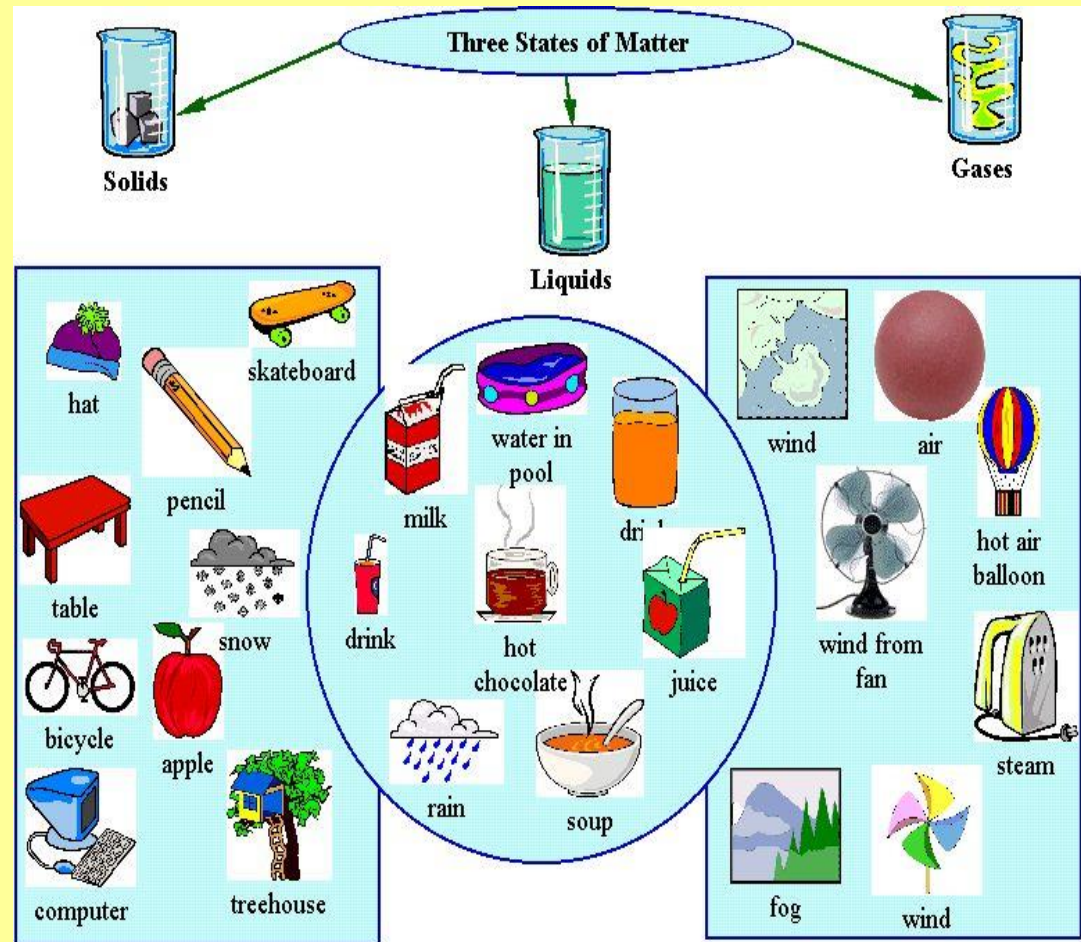 Three States of Matter
Solids
Liquids
Gases
hat
skateboard
pencil
table
snow
bicycle
apple
computer
treehouse
milk
water in
pool
drink
hot
chocolate
juice
rain
soup
wind
air
hot air
balloon
wind from
fan
steam
fog
wind